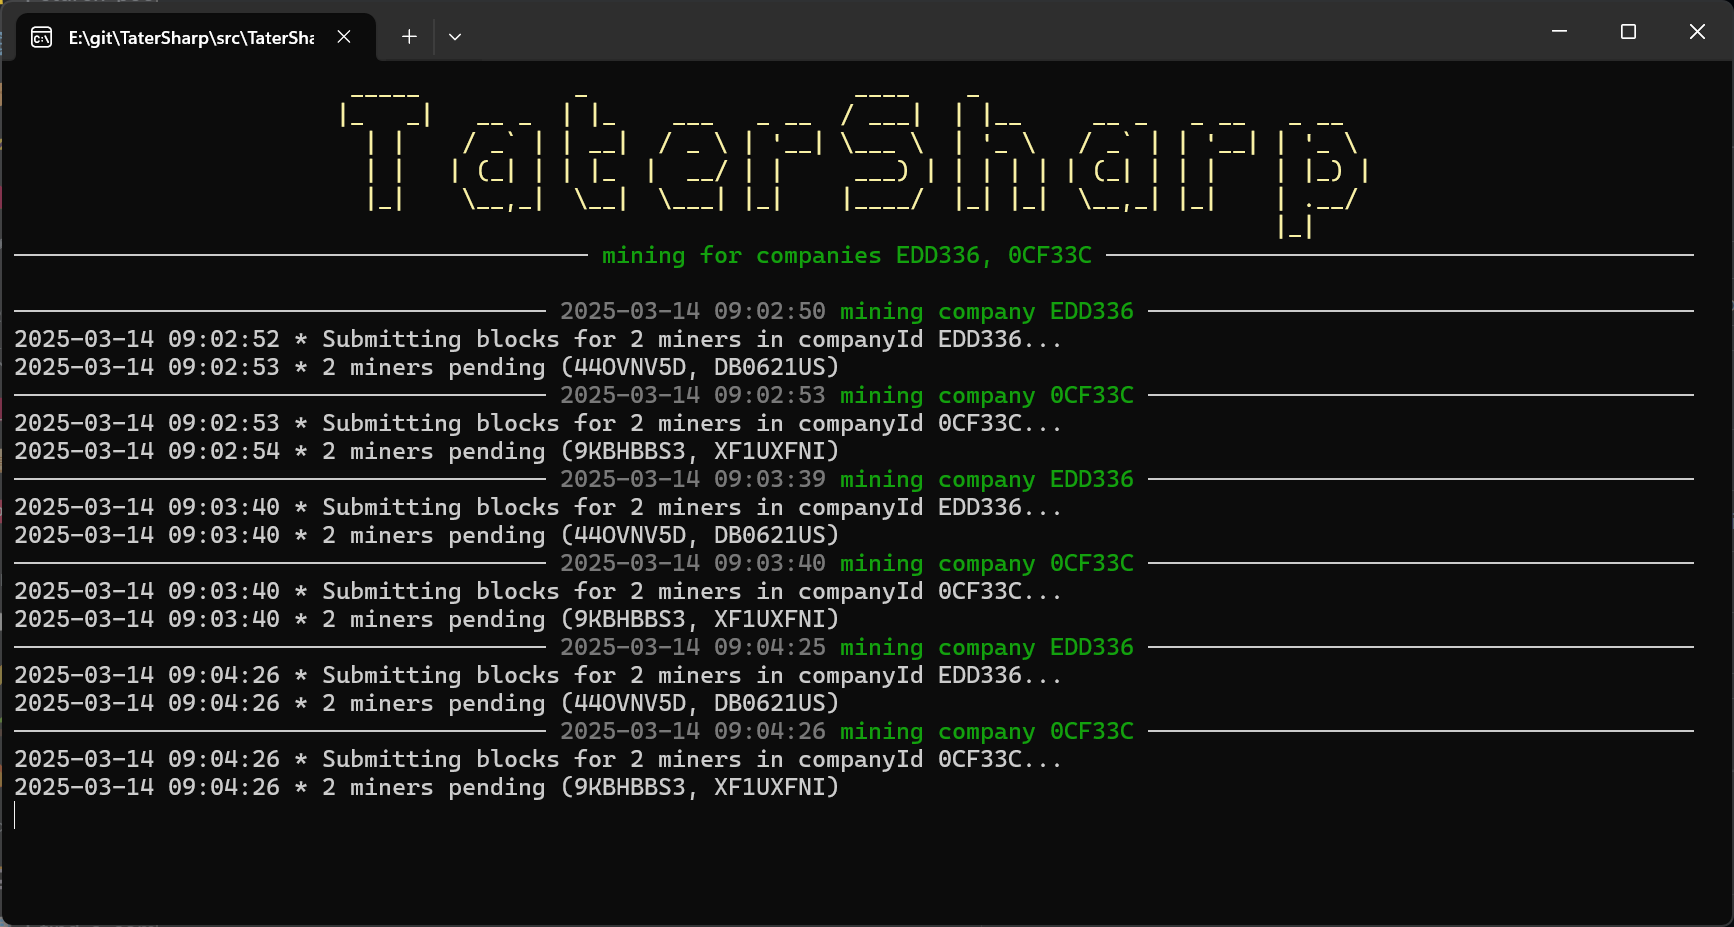 E:\git\TaterSharp\src\TaterSha
TaterSharp
mining for companies EDD336, 0CF33C
2025-03-14 09:02:50 mining company EDD336
2025-03-14 09:02:52 * Submitting blocks for 2 miners in companyId EDD336...
2025-03-14 09:02:53 * 2 miners pending (44OVNV5D, DB0621US)
2025-03-14 09:02:53 mining company 0CF33C
2025-03-14 09:02:53 * Submitting blocks for 2 miners in companyId 0CF33C...
2025-03-14 09:02:54 * 2 miners pending (9KBHBBS3, XF1UXFNI)
2025-03-14 09:03:39 mining company EDD336
2025-03-14 09:03:40 * Submitting blocks for 2 miners in companyId EDD336...
2025-03-14 09:03:40 * 2 miners pending (44OVNV5D, DB0621US)
2025-03-14 09:03:40 mining company 0CF33C
2025-03-14 09:03:40 * Submitting blocks for 2 miners in companyId 0CF33C...
2025-03-14 09:03:40 * 2 miners pending (9KBHBBS3, XF1UXFNI)
2025-03-14 09:04:25 mining company EDD336
2025-03-14 09:04:26 * Submitting blocks for 2 miners in companyId EDD336...
2025-03-14 09:04:26 * 2 miners pending (44OVNV5D, DB0621US)
2025-03-14 09:04:26 mining company 0CF33C
2025-03-14 09:04:26 * Submitting blocks for 2 miners in companyId 0CF33C...
2025-03-14 09:04:26 * 2 miners pending (9KBHBBS3, XF1UXFNI)